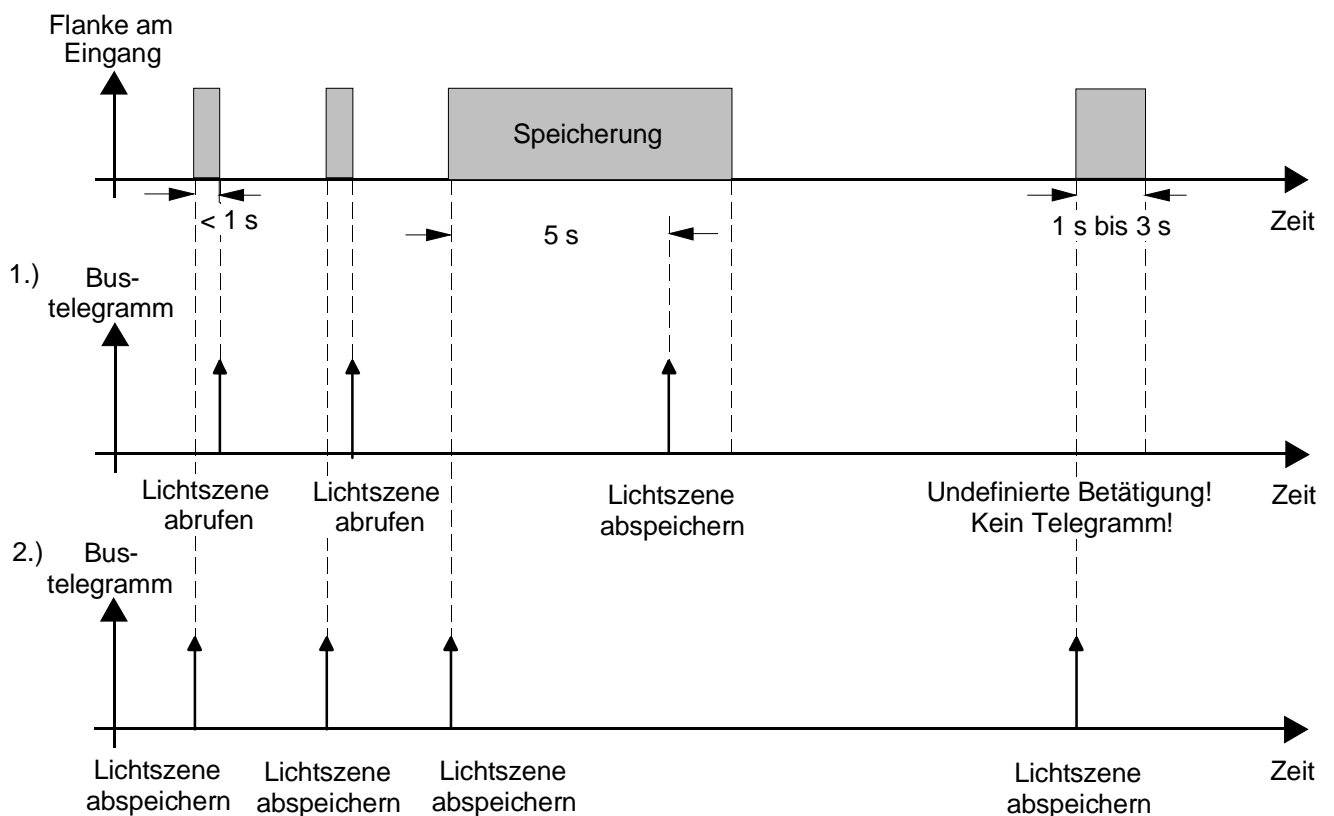 Flanke am
Eingang
Speicherung
< 1 s
5 s
1 s bis 3 s
Zeit
1.) Bus-
telegramm
Lichtszene
abrufen
Lichtszene
abrufen
Lichtszene
abspeichern
Undefinierte Betätigung!
Kein Telegramm!
Zeit
2.) Bus-
telegramm
Lichtszene
abspeichern
Lichtszene
abspeichern
Lichtszene
abspeichern
Lichtszene
abspeichern
Zeit